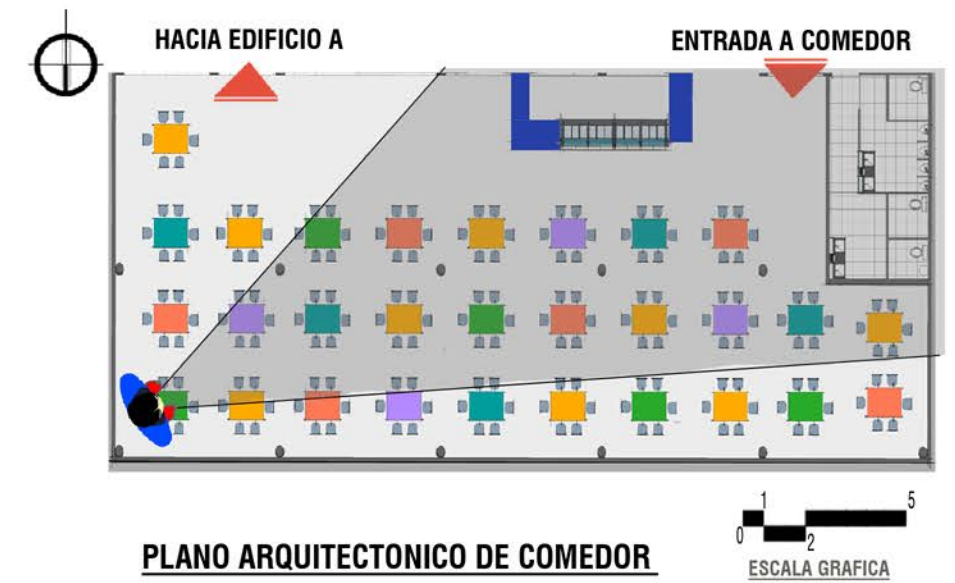 HACIA EDIFICIO A
ENTRADA A COMEDOR
PLANO ARQUITECTONICO DE COMEDOR
1 5
0 2
ESCALA GRAFICA